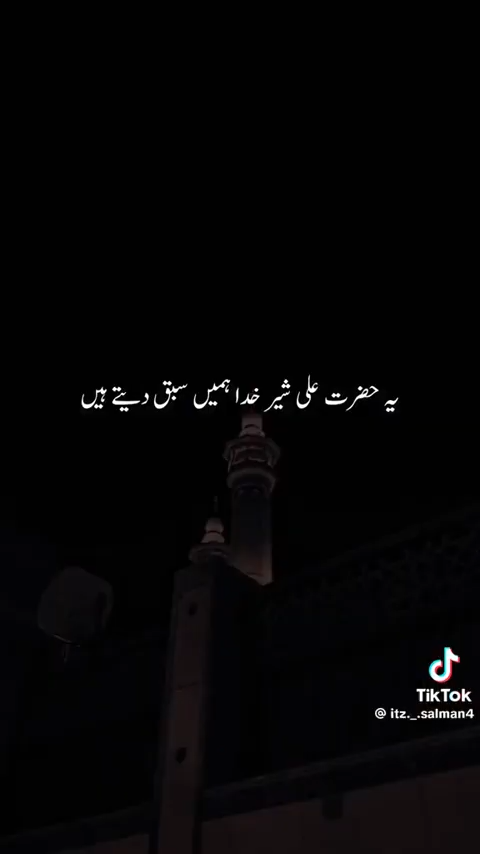 یہ حضرت علی شیر خدا ہمیں سبق دیتے ہیں
TikTok
@ itz._.salman4